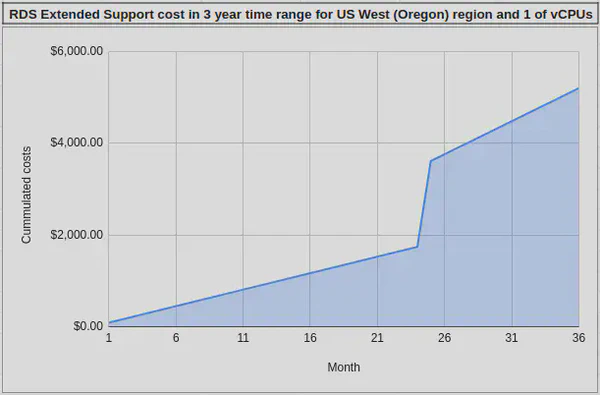 RDS Extended Support cost in 3 year time range for US West (Oregon) region and 1 of vCPUs
$6,000.00
$4,000.00
$2,000.00
$0.00
Cummulated costs
1 6 11 16 21 26 31 36
Month